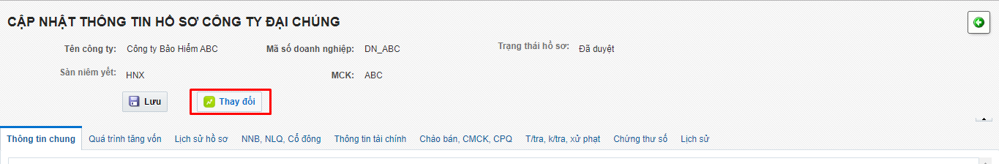 CẬP NHẬT THÔNG TIN HỒ SƠ CÔNG TY ĐẠI CHÚNG
Tên công ty: Công ty Bảo Hiểm ABC Mã số doanh nghiệp: DN_ABC Trạng thái hồ sơ: Đã duyệt
Sàn niêm yết: HNX MCK: ABC
Lưu Thay đổi
Thông tin chung Quá trình tăng vốn Lịch sử hồ sơ NNB, NLQ, Cổ đông Thông tin tài chính Chào bán, CMCK, CPQ T/tra, k/tra, xử phạt Chứng thư số Lịch sử